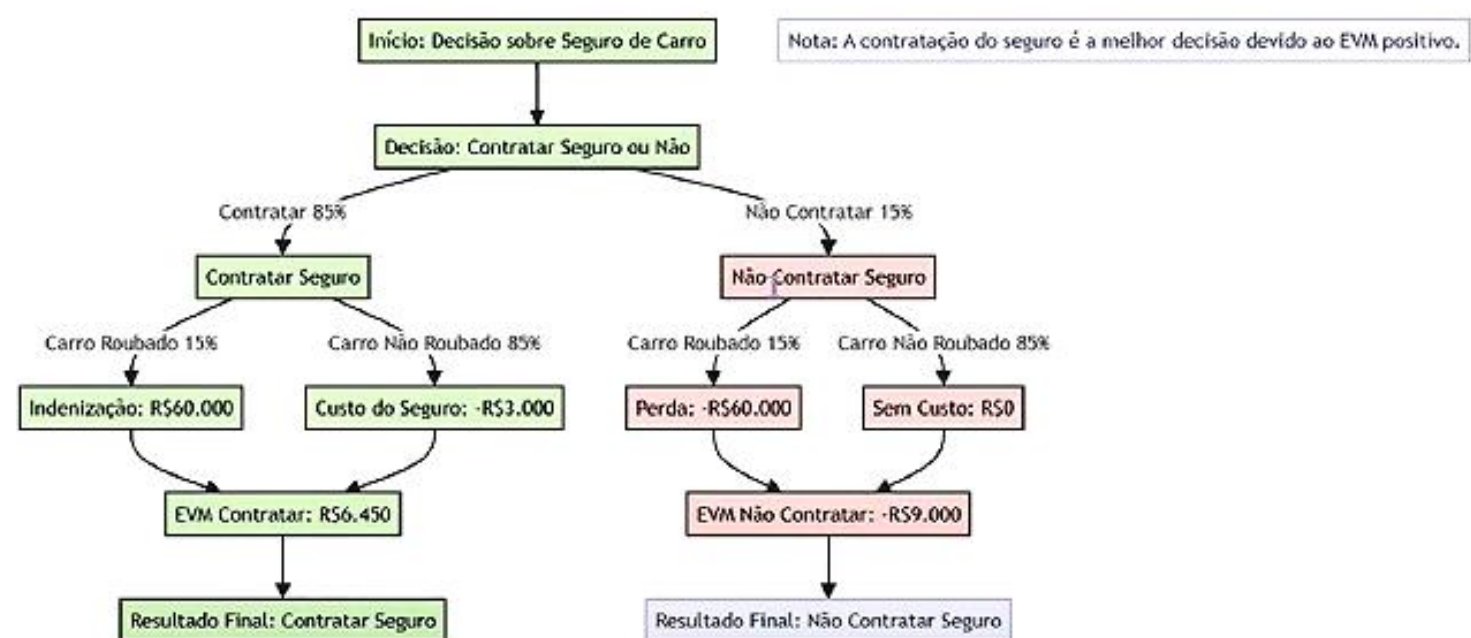 Início: Decisão sobre Seguro de Carro
Nota: A contratação do seguro é a melhor decisão devido ao EVM positivo.
Decisão: Contratar Seguro ou Não
Contratar 85%
Não Contratar 15%
Contratar Seguro
Não Contratar Seguro
Carro Roubado 15%
Carro Não Roubado 85%
Carro Roubado 15%
Carro Não Roubado 85%
Indenização: R$60.000
Custo do Seguro: -R$3.000
Perda: -R$60.000
Sem Custo: R$0
EVM Contratar: R$6.450
EVM Não Contratar: -R$9.000
Resultado Final: Contratar Seguro
Resultado Final: Não Contratar Seguro